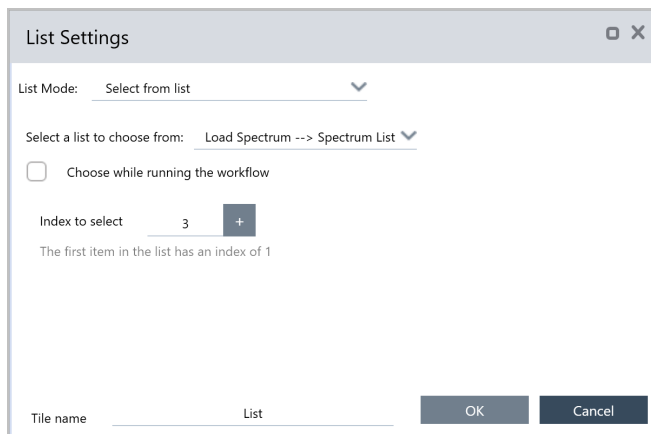 List Settings
List Mode: Select from list
Select a list to choose from: Load Spectrum --> Spectrum List
Choose while running the workflow
Index to select 3 +
The first item in the list has an index of 1
Tile name List OK Cancel